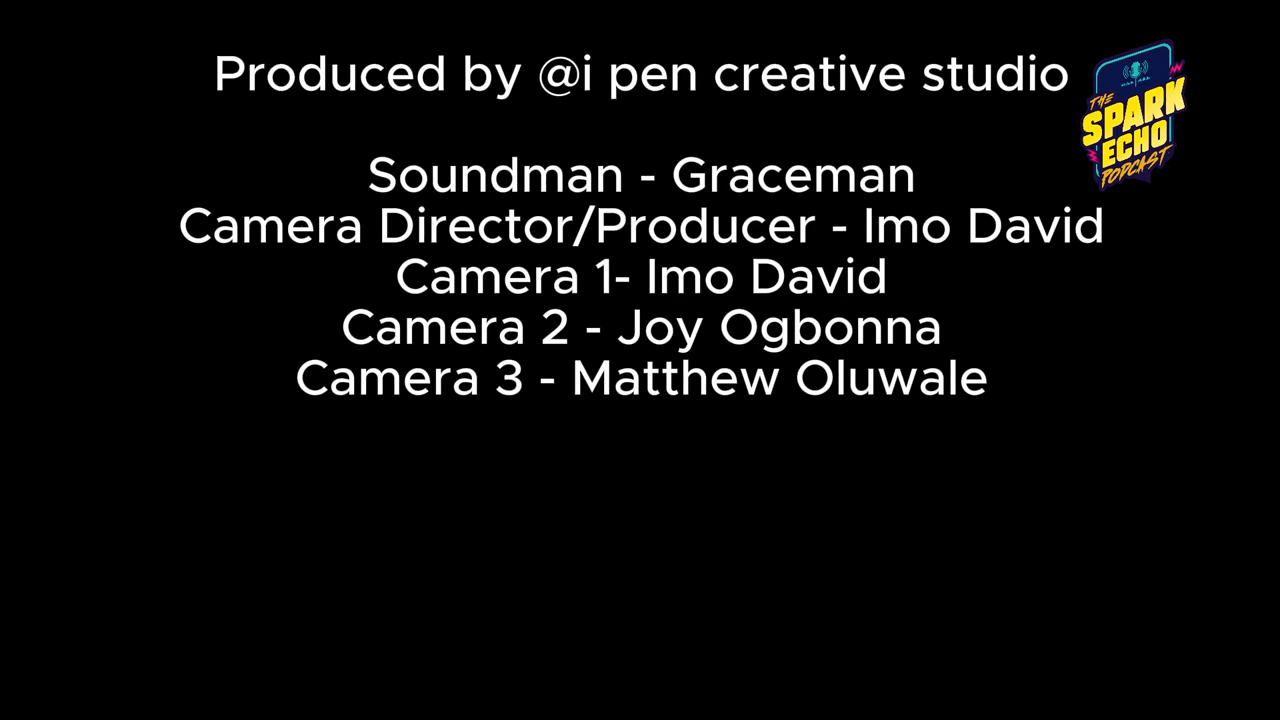 Produced by @i pen creative studio
THE
SPARK
ECHO
PODCAST
Soundman - Graceman
Camera Director/Producer - Imo David
Camera 1- Imo David
Camera 2 - Joy Ogbonna
Camera 3 - Matthew Oluwale